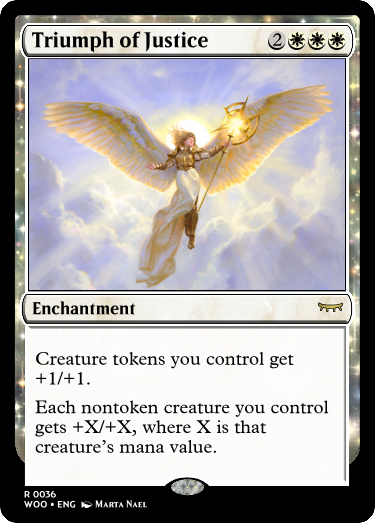 Triumph of Justice 2
Enchantment
Creature tokens you control get
+1/+1.
Each nontoken creature you control
gets +X/+X, where X is that
creature's mana value.
R 0036
WOO • ENG Marta Nael